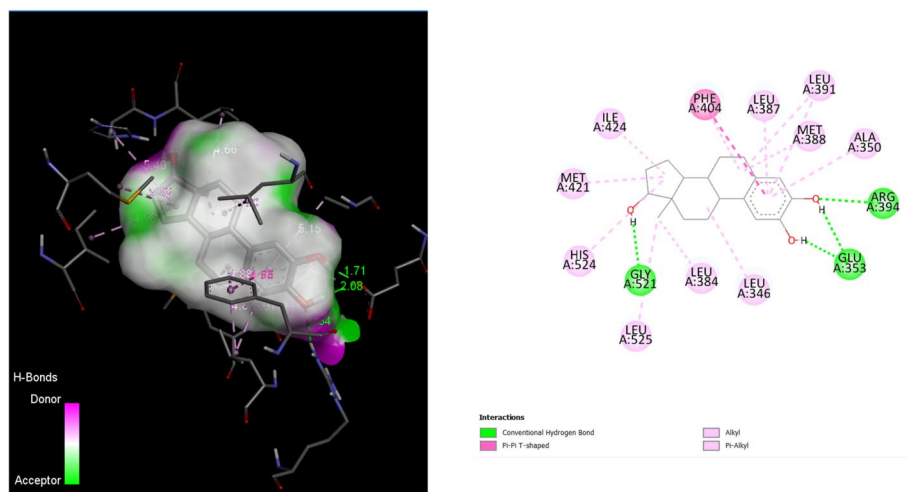 4.66
5.15
1.71
2.08
H-Bonds
Donor
Acceptor
PHE
A:404
LEU
A:387
LEU
A:391
MET
A:388
ALA
A:350
ILE
A:424
MET
A:421
ARG
A:394
H
O
O
H
O
H
GLU
A:353
HIS
A:524
GLY
A:521
LEU
A:384
LEU
A:346
LEU
A:525
Interactions
Conventional Hydrogen Bond
Pi-Pi T-shaped
Alkyl
Pi-Alkyl